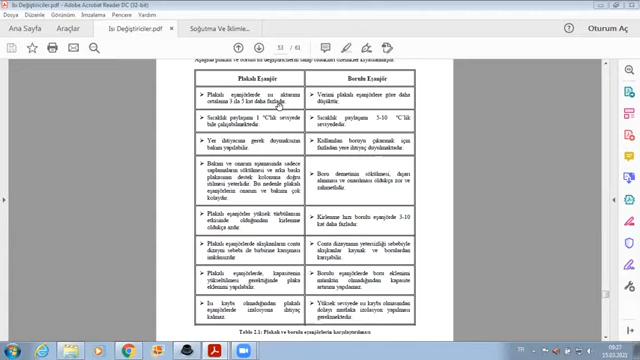 Isı Değiştiriciler.pdf - Adobe Acrobat Reader DC (32-bit)
Dosya Düzenle Görünüm İmzalama Pencere Yardım
Ana Sayfa Araçlar Isı Değiştiriciler.pdf × Soğutma Ve İklimle...
Oturum Aç
53 / 61
Plakalı Eşanjör
Borulu Eşanjör
➤ Plakalı eşanjörlerde ısı aktarımı
ortalama 3 ila 5 kat daha fazladır.
➤ Verimi plakalı eşanjörlere göre daha
düşüktür.
➤ Sıcaklık paylaşım 1 °C'lik seviyede
bile çalışabilmektedir.
➤ Sıcaklık paylaşım 5-10 °C'lik
seviyededir.
➤ Yer ihtiyacına gerek duymaksızın
bakım yapılabilir.
➤ Kullanılan boruyu çıkarmak için
fazladan yere ihtiyaç duyulmaktadır.
➤ Bakım ve onarım aşamasında sadece
saplamaların sökülmesi ve arka baskı
plakasının destek kolonuna doğru
itilmesi yeterlidir. Bu nedenle plakalı
eşanjörlerin onarım ve bakımı çok
kolaydır.
➤ Boru demetinin sökülmesi, dışarı
alınması ve onarılması oldukça zor ve
zahmetlidir.
➤ Plakalı eşanjörler yüksek türbülansın
etkisinde olduğundan kirlenme
oldukça azdır.
➤ Kirlenme hızı borulu eşanjörde 3-10
kat daha fazladır.
➤ Plakalı eşanjörlerde akışkanların conta
dizaynı sebebi ile birbirine karışması
imkânsızdır.
➤ Conta dizaynının yetersizliği sebebiyle
akışkanlar kaynak ve borulardan
karışabilir.
➤ Plakalı eşanjörlerde, kapasitenin
yükseltilmesi gerektiğinde plaka
eklenimi yapılabilir.
➤ Borulu eşanjörlerde boru eklenimi
mümkün olmadığından kapasite
artırımı yapılamaz.
➤ Isı kaybı olmadığından plakalı
eşanjörlerde izolasyona ihtiyaç
kalmaz.
➤ Yüksek seviyede ısı kaybı olmasından
dolayı mutlaka izolasyon yapılması
gerekmektedir.
Tablo 2.1: Plakalı ve borulu eşanjörlerin karşılaştırılması
TR
09:27
15.03.2021